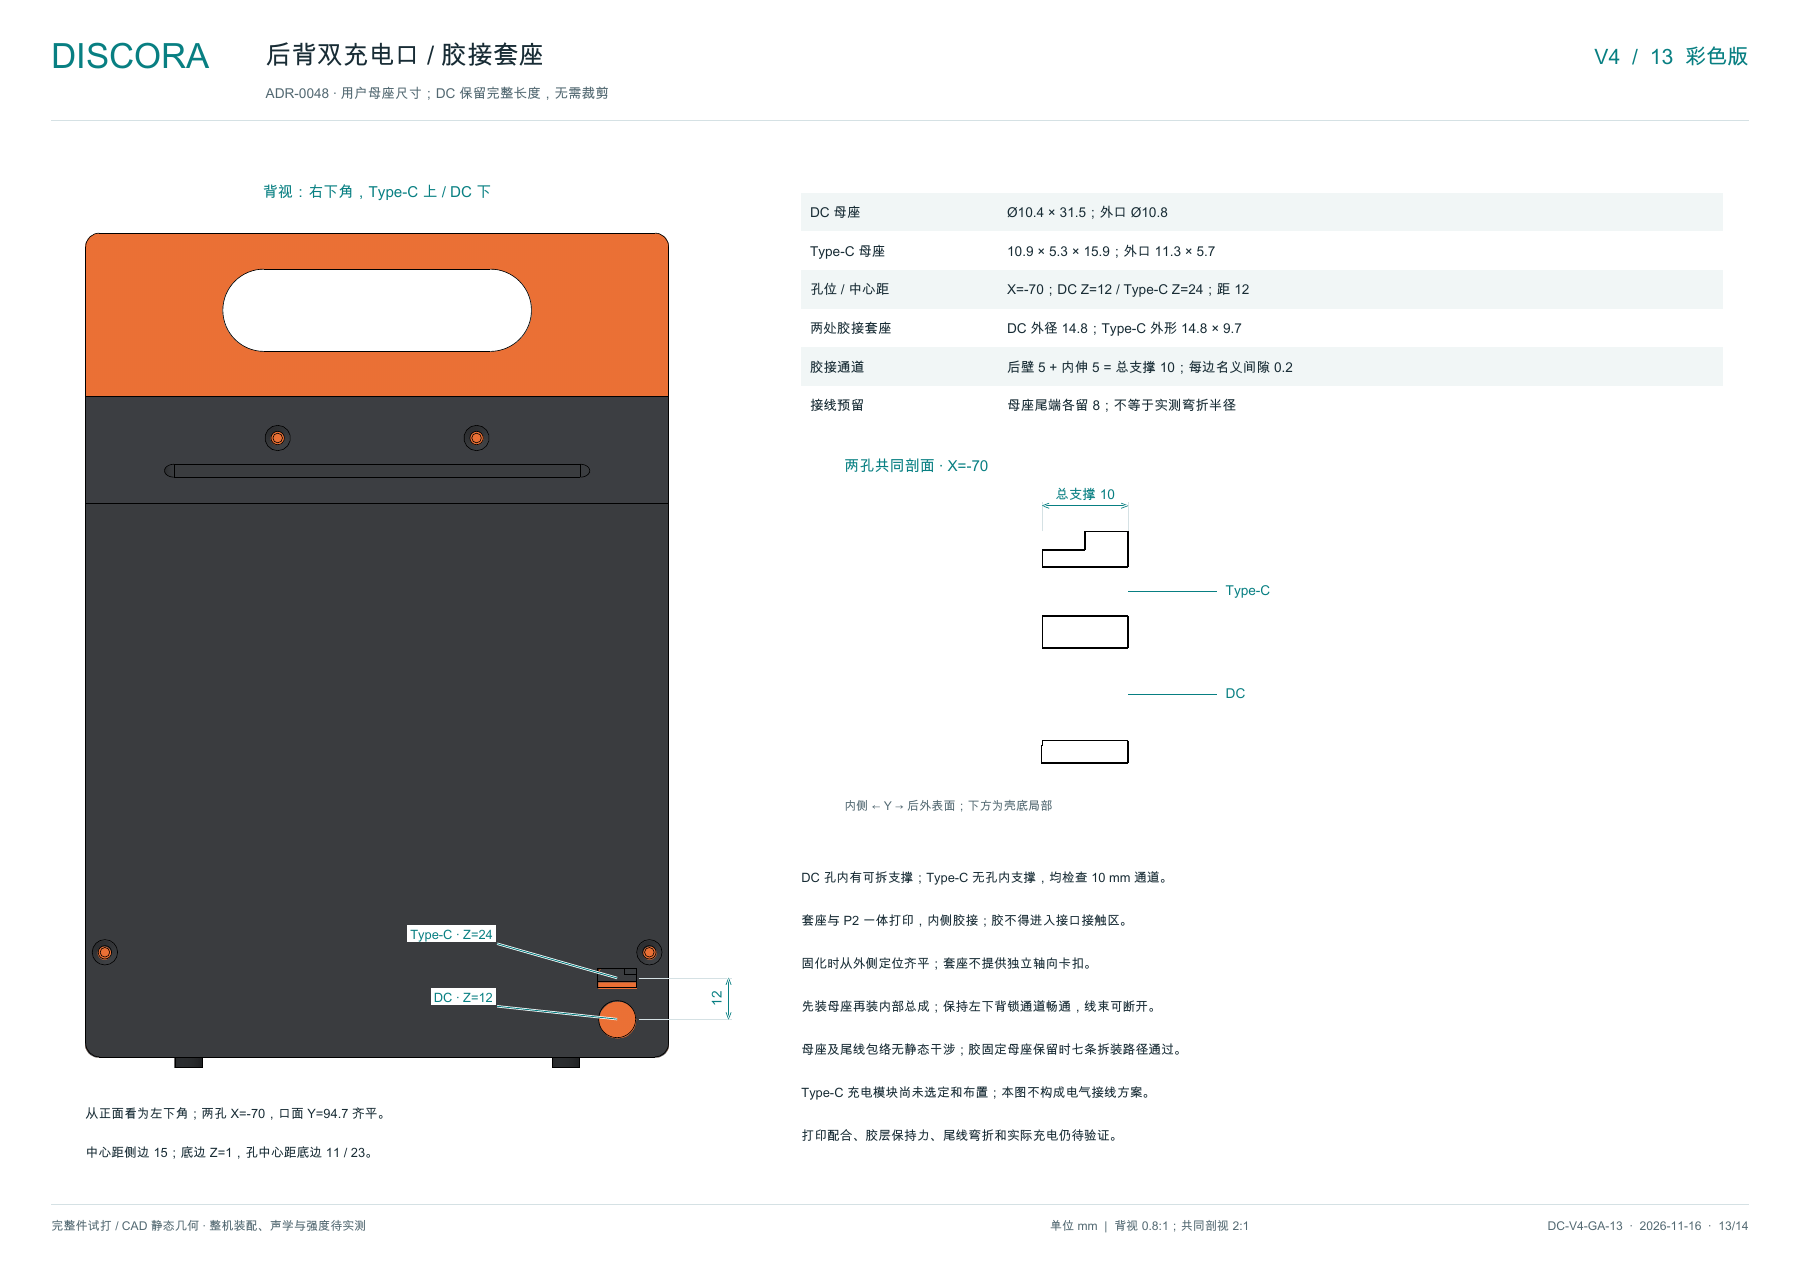 DISCORA
后背双充电口 / 胶接套座
V4 / 13 彩色版
ADR-0048 · 用户母座尺寸；DC 保留完整长度，无需裁剪
背视：右下角，Type-C 上 / DC 下
Type-C · Z=24
DC · Z=12
12
从正面看为左下角；两孔 X=-70，口面 Y=94.7 齐平。
中心距侧边 15；底边 Z=1，孔中心距底边 11 / 23。
DC 母座 Ø10.4 × 31.5；外口 Ø10.8
Type-C 母座 10.9 × 5.3 × 15.9；外口 11.3 × 5.7
孔位 / 中心距 X=-70；DC Z=12 / Type-C Z=24；距 12
两处胶接套座 DC 外径 14.8；Type-C 外形 14.8 × 9.7
胶接通道 后壁 5 + 内伸 5 = 总支撑 10；每边名义间隙 0.2
接线预留 母座尾端各留 8；不等于实测弯折半径
两孔共同剖面 · X=-70
总支撑 10
Type-C
DC
内侧 ← Y → 后外表面；下方为壳底局部
DC 孔内有可拆支撑；Type-C 无孔内支撑，均检查 10 mm 通道。
套座与 P2 一体打印，内侧胶接；胶不得进入接口接触区。
固化时从外侧定位齐平；套座不提供独立轴向卡扣。
先装母座再装内部总成；保持左下背锁通道畅通，线束可断开。
母座及尾线包络无静态干涉；胶固定母座保留时七条拆装路径通过。
Type-C 充电模块尚未选定和布置；本图不构成电气接线方案。
打印配合、胶层保持力、尾线弯折和实际充电仍待验证。
完整件试打 / CAD 静态几何 · 整机装配、声学与强度待实测
单位 mm | 背视 0.8:1；共同剖视 2:1
DC-V4-GA-13 · 2026-11-16 · 13/14